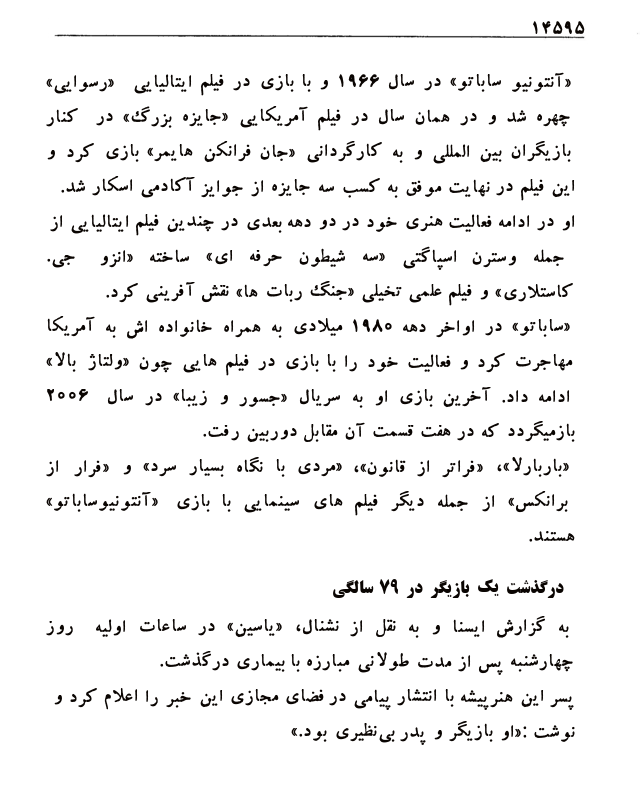 ۱۴۵۹۵
«آنتونیو ساباتو» در سال ۱۹۶۶ و با بازی در فیلم ایتالیایی «رسوایی»
چهره شد و در همان سال در فیلم آمریکایی «جایزه بزرگ» در کنار
بازیگران بین المللی و به کارگردانی «جان فرانکن هایمر» بازی کرد و
این فیلم در نهایت موفق به کسب سه جایزه از جوایز آکادمی اسکار شد.
او در ادامه فعالیت هنری خود در دو دهه بعدی در چندین فیلم ایتالیایی از
جمله وسترن اسپاگتی «سه شیطون حرفه ای» ساخته «انزو جی.
کاستلاری» و فیلم علمی تخیلی «جنگ ربات ها» نقش آفرینی کرد.
«ساباتو» در اواخر دهه ۱۹۸۰ میلادی به همراه خانواده اش به آمریکا
مهاجرت کرد و فعالیت خود را با بازی در فیلم هایی چون «ولتاژ بالا»
ادامه داد. آخرین بازی او به سریال «جسور و زیبا» در سال ۲۰۰۶
بازمیگردد که در هفت قسمت آن مقابل دوربین رفت.
«باربارلا»، «فراتر از قانون»، «مردی با نگاه بسیار سرد» و «فرار از
برانکس» از جمله دیگر فیلم های سینمایی با بازی «آنتونیوساباتو»
هستند.
درگذشت یک بازیگر در ۷۹ سالگی
به گزارش ایسنا و به نقل از نشنال، «یاسین» در ساعات اولیه روز
چهارشنبه پس از مدت طولانی مبارزه با بیماری درگذشت.
پسر این هنرپیشه با انتشار پیامی در فضای مجازی این خبر را اعلام کرد و
نوشت :«او بازیگر و پدر بی‌نظیری بود.»